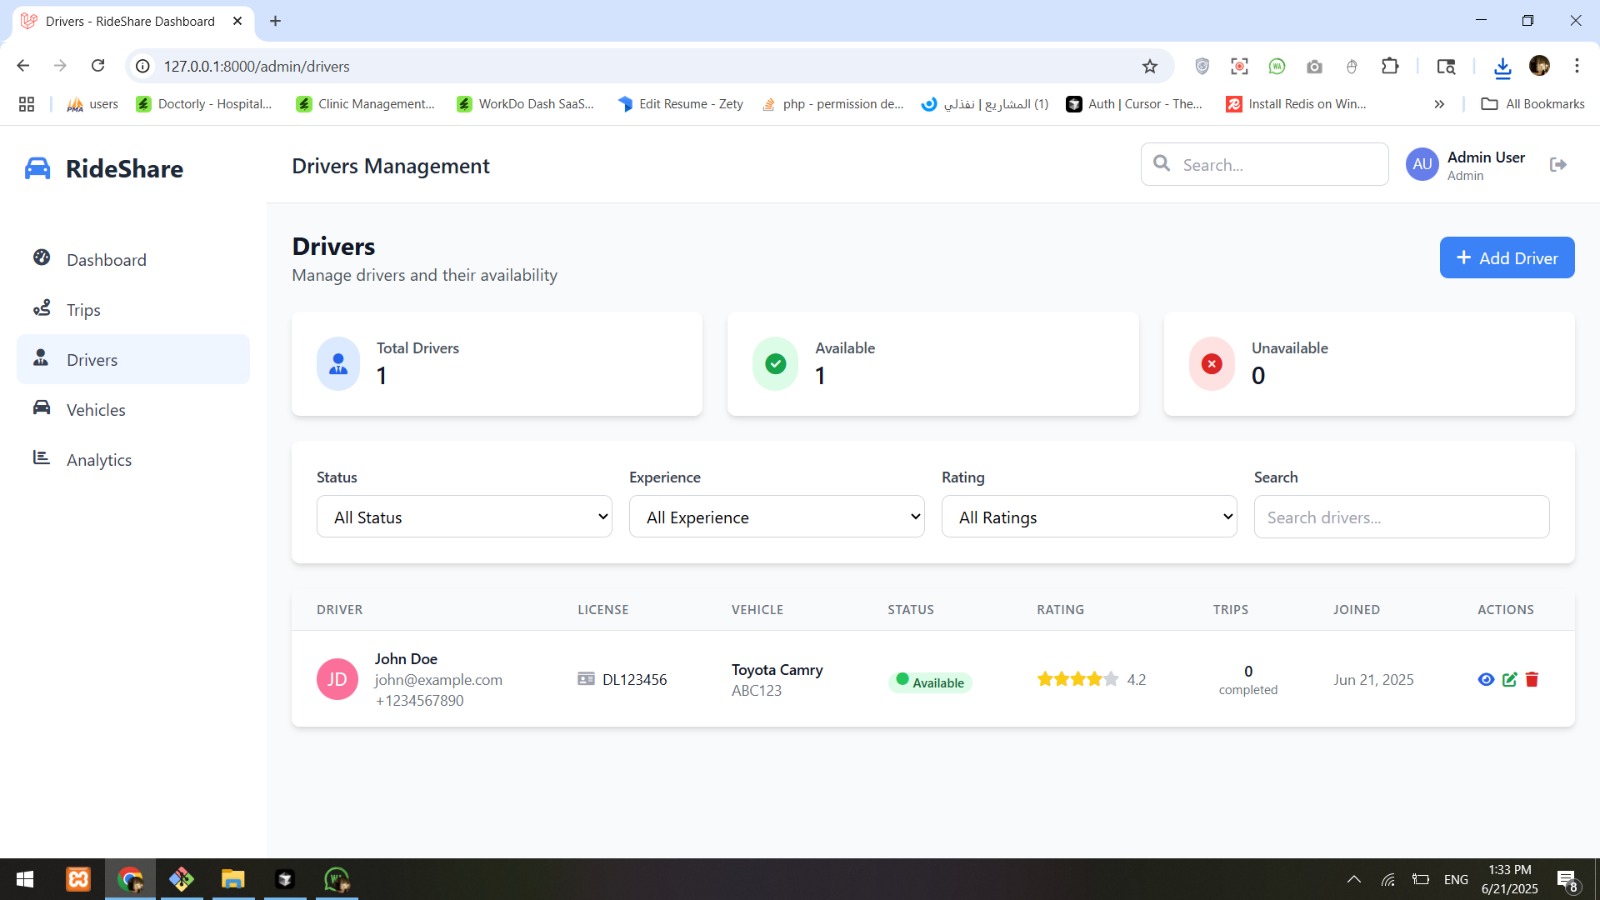 Drivers - RideShare Dashboard
127.0.0.1:8000/admin/drivers
users
Doctorly - Hospital...
Clinic Management...
WorkDo Dash SaaS...
Edit Resume - Zety
php - permission de...
(1) المشاريع | نفذلي
Auth | Cursor - The...
Install Redis on Win...
All Bookmarks
RideShare
Drivers Management
Search...
AU
Admin User
Admin
Dashboard
Trips
Drivers
Vehicles
Analytics
Drivers
Manage drivers and their availability
Add Driver
Total Drivers
1
Available
1
Unavailable
0
Status
All Status
Experience
All Experience
Rating
All Ratings
Search
Search drivers...
DRIVER LICENSE VEHICLE STATUS RATING TRIPS JOINED ACTIONS
JD
John Doe
john@example.com
+1234567890
DL123456
Toyota Camry
ABC123
Available
4.2
0
completed
Jun 21, 2025
ENG
1:33 PM
6/21/2025
8